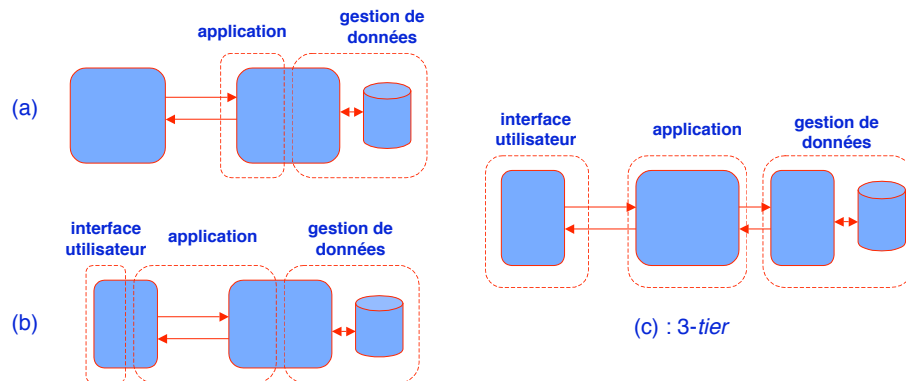 gestion de
données
application
(a)
interface
utilisateur
application
gestion de
données
(b)
interface
utilisateur
application
gestion de
données
(c) : 3-tier